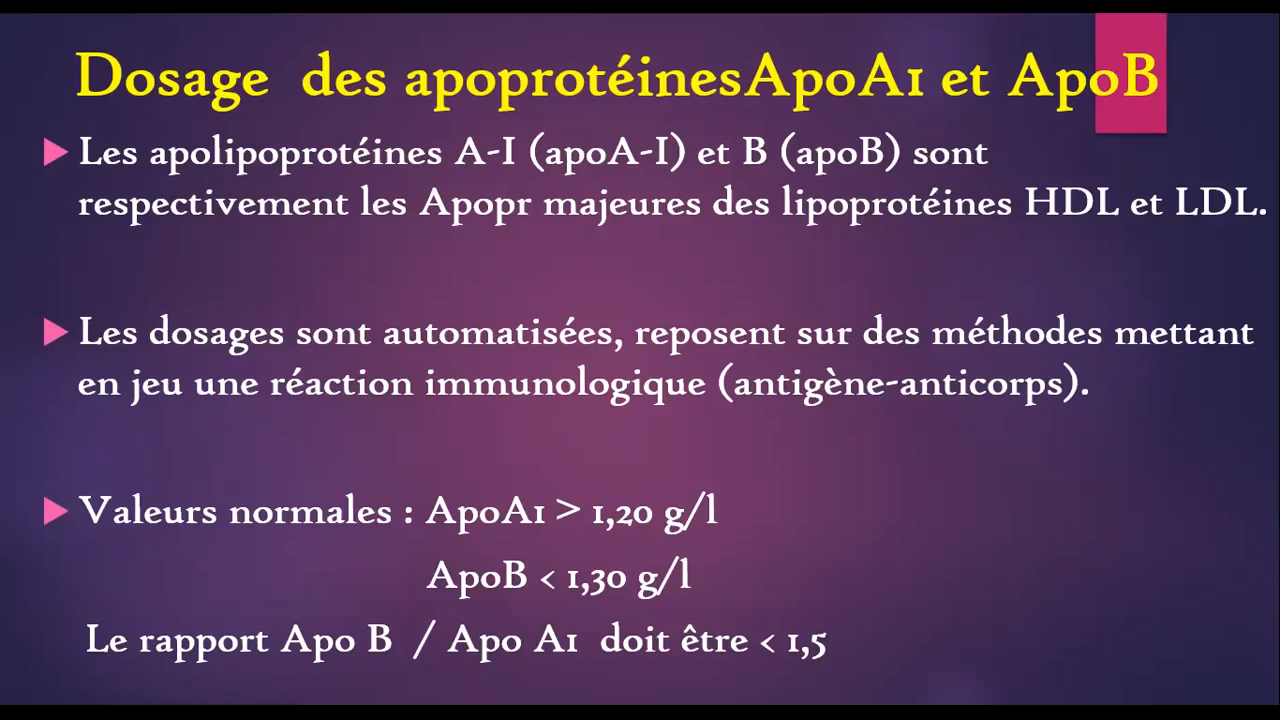 Dosage des apoprotéinesApoA1 et ApoB
Les apolipoprotéines A-I (apoA-I) et B (apoB) sont
respectivement les Apopr majeures des lipoprotéines HDL et LDL.
Les dosages sont automatisées, reposent sur des méthodes mettant
en jeu une réaction immunologique (antigène-anticorps).
Valeurs normales : ApoA1 > 1,20 g/l
ApoB < 1,30 g/l
Le rapport Apo B / Apo A1 doit être < 1,5